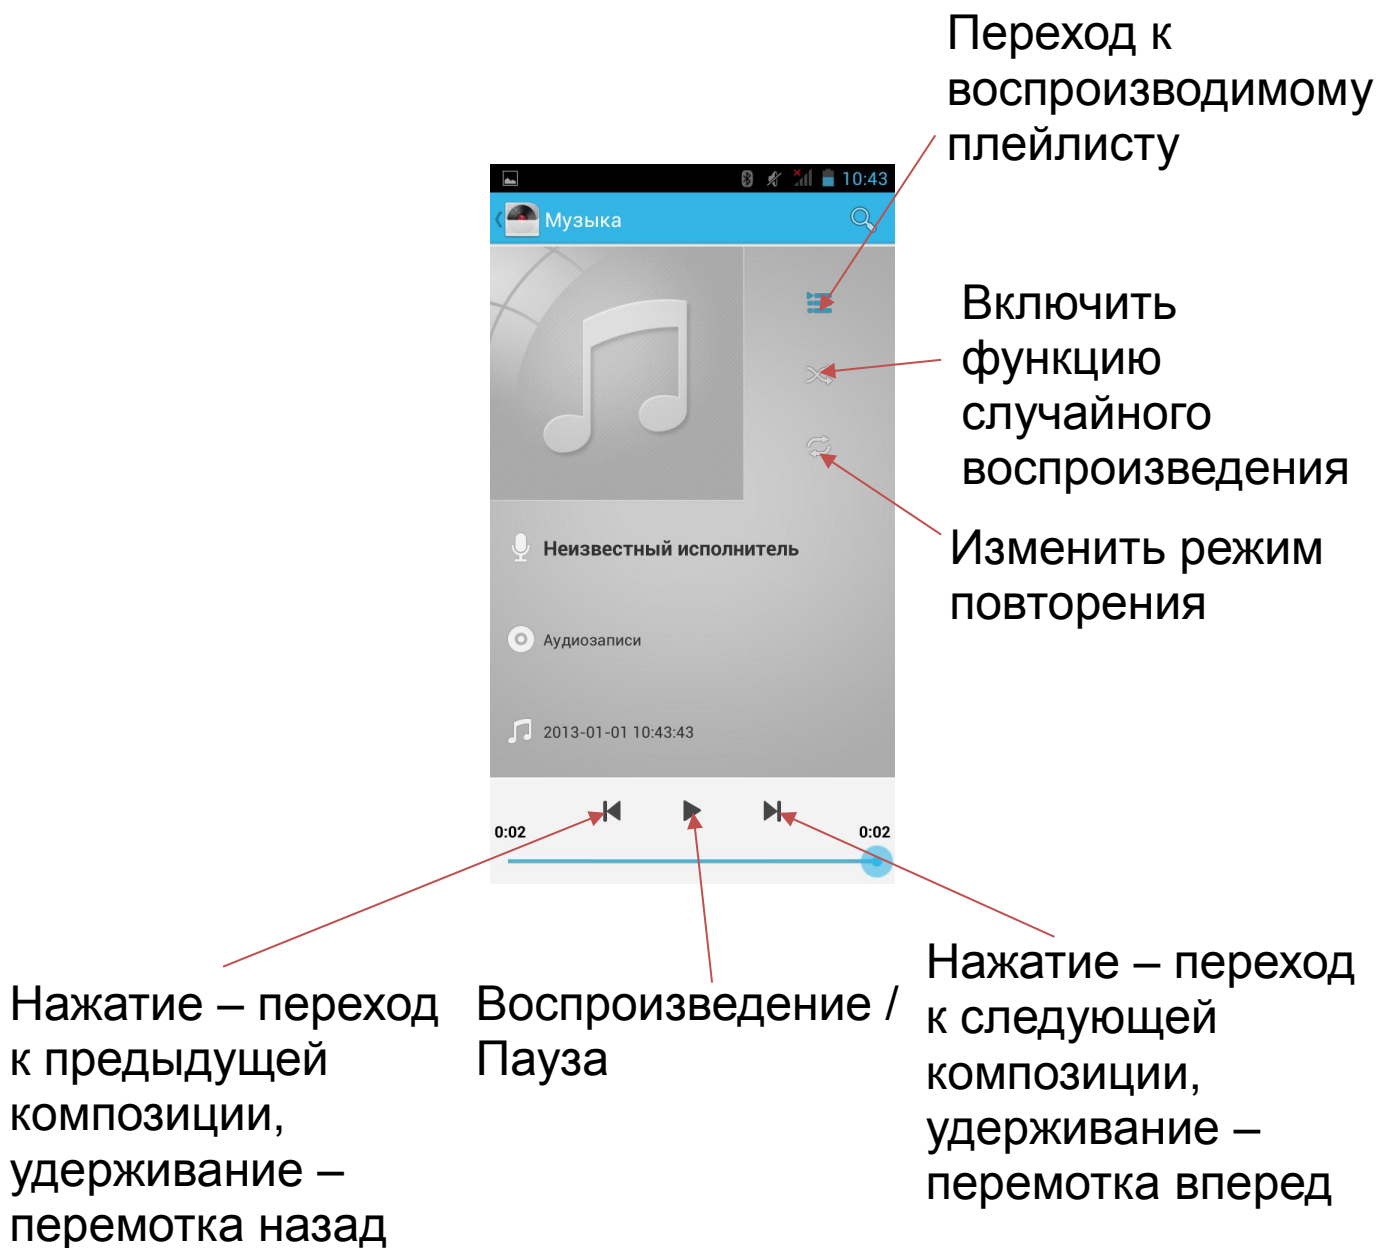 Переход к
воспроизводимому
плейлисту
10:43
Музыка
Включить
функцию
случайного
воспроизведения
Изменить режим
повторения
Неизвестный исполнитель
Аудиозаписи
2013-01-01 10:43:43
0:02
0:02
Нажатие – переход
к предыдущей
композиции,
удерживание –
перемотка назад
Воспроизведение /
Пауза
Нажатие – переход
к следующей
композиции,
удерживание –
перемотка вперед